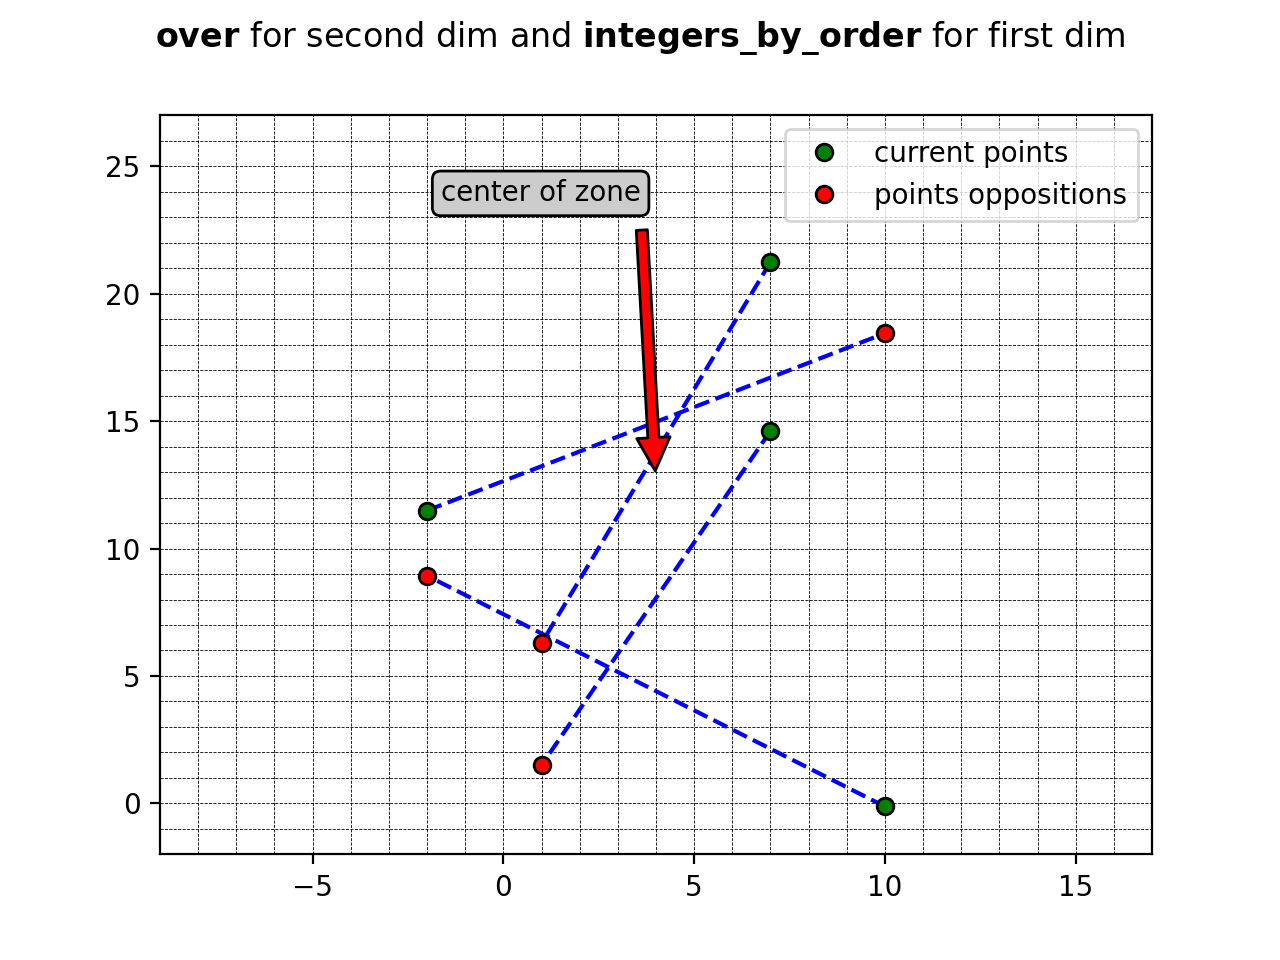 over for second dim and integers_by_order for first dim
25
20
15
10
5
0
center of zone
current points
points oppositions
−5 0 5 10 15